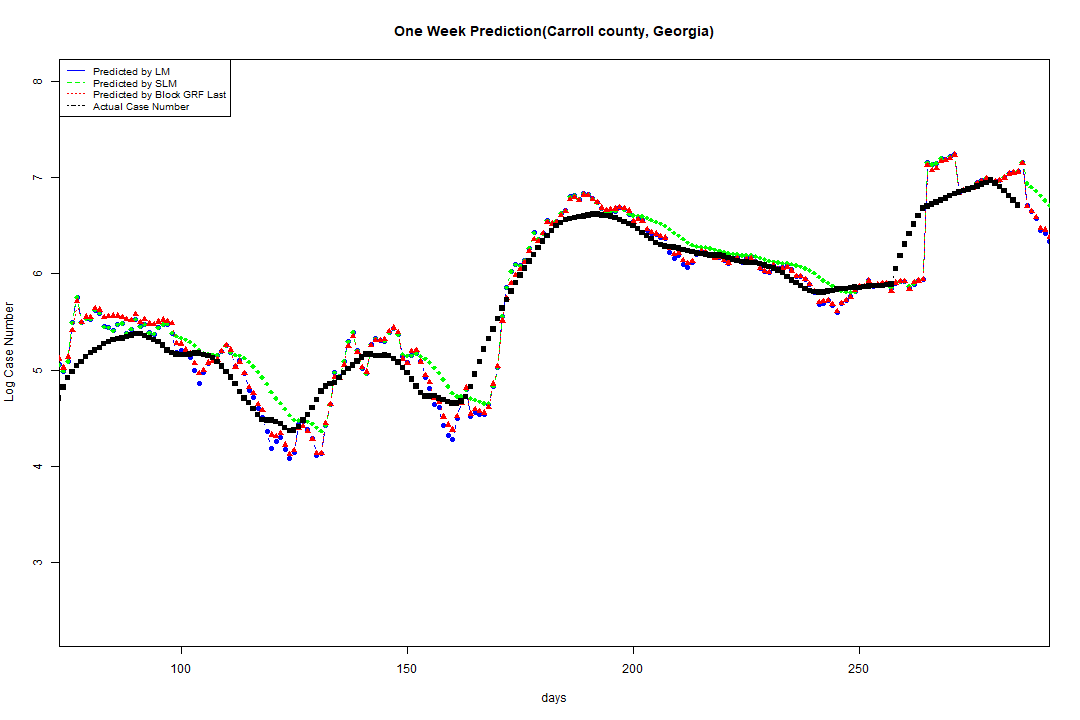 One Week Prediction(Carroll county, Georgia)
Predicted by LM
Predicted by SLM
Predicted by Block GRF Last
Actual Case Number
8
7
6
5
4
3
Log Case Number
100 150 200 250
days